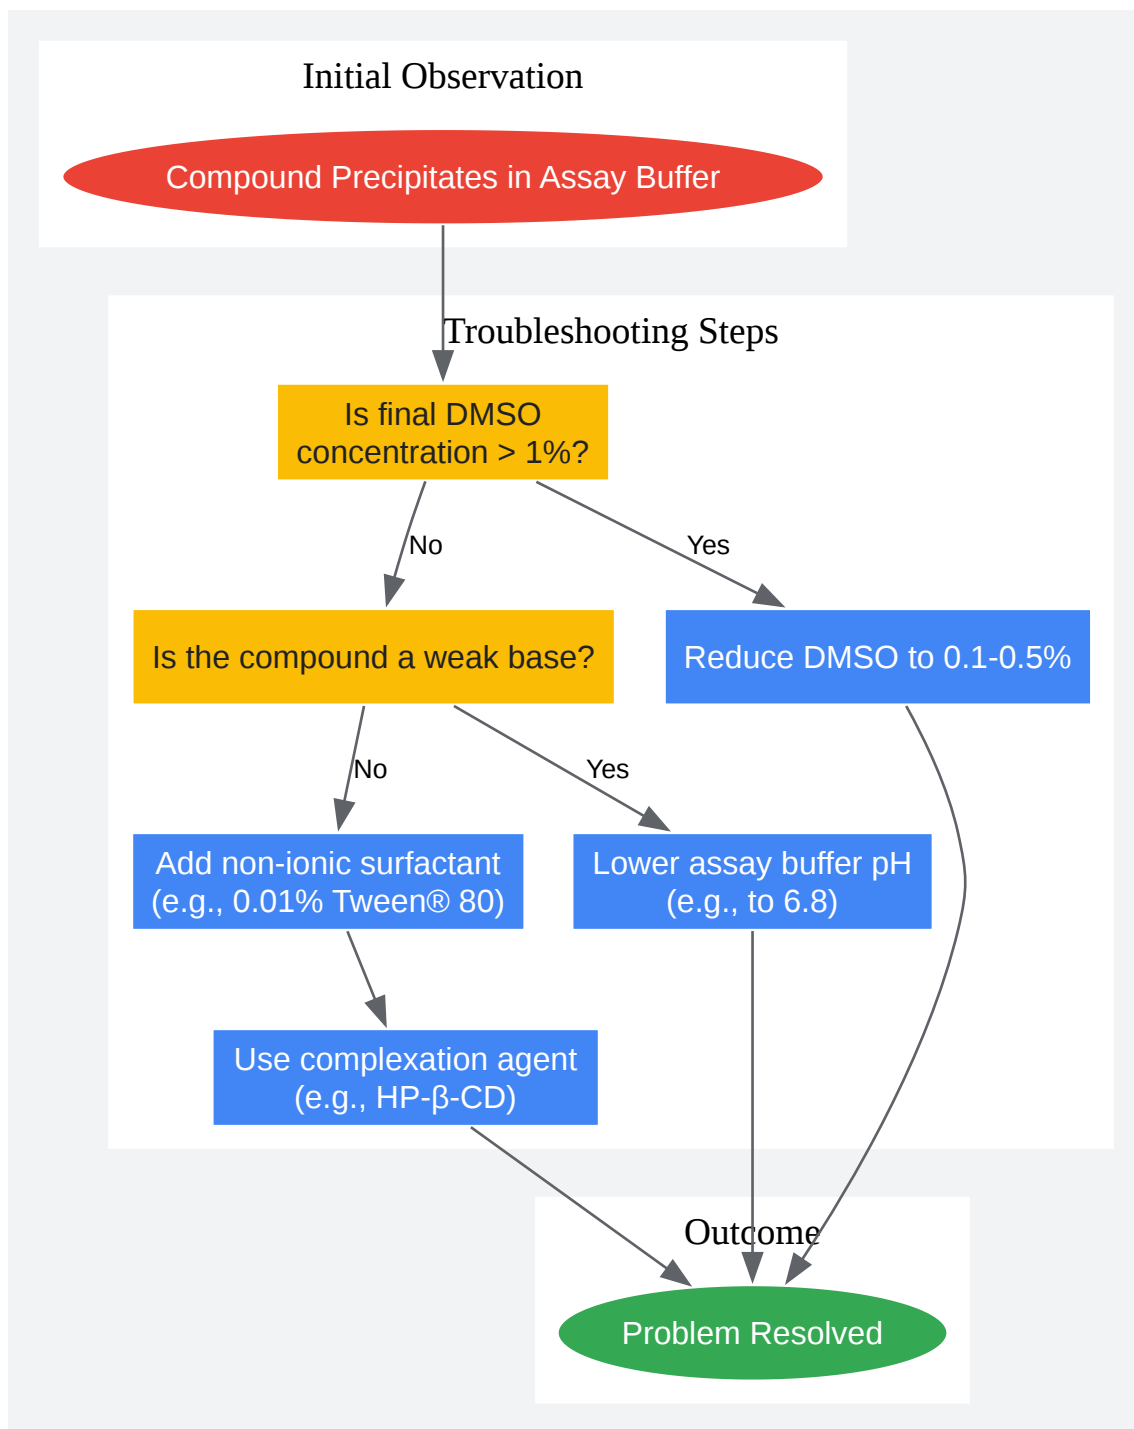 Initial Observation
Compound Precipitates in Assay Buffer
Troubleshooting Steps
Is final DMSO
concentration > 1%?
No
Yes
Is the compound a weak base?
Reduce DMSO to 0.1-0.5%
No
Yes
Add non-ionic surfactant
(e.g., 0.01% Tween® 80)
Lower assay buffer pH
(e.g., to 6.8)
Use complexation agent
(e.g., HP-β-CD)
Outcome
Problem Resolved